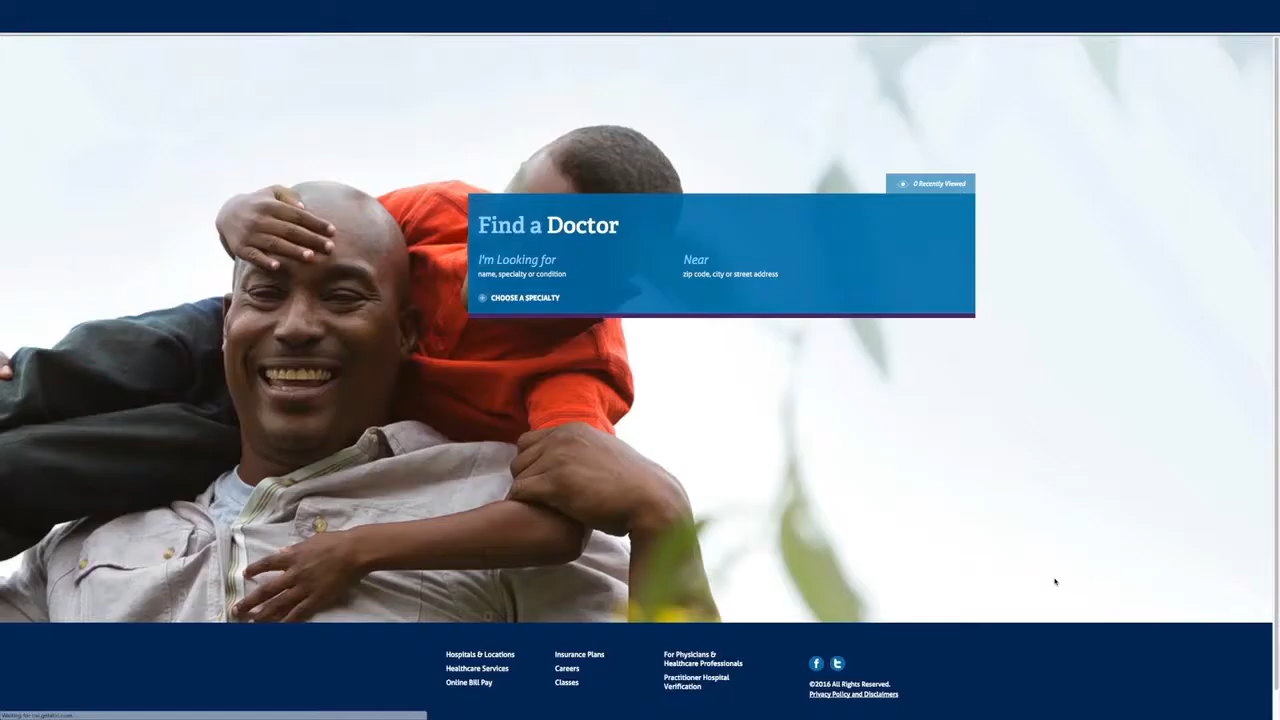 0 Recently Viewed
Find a Doctor
I'm Looking for
name, specialty or condition
Near
zip code, city or street address
CHOOSE A SPECIALTY
Hospitals & Locations
Healthcare Services
Online Bill Pay
Insurance Plans
Careers
Classes
For Physicians &
Healthcare Professionals
Practitioner Hospital
Verification
©2016 All Rights Reserved.
Privacy Policy and Disclaimers